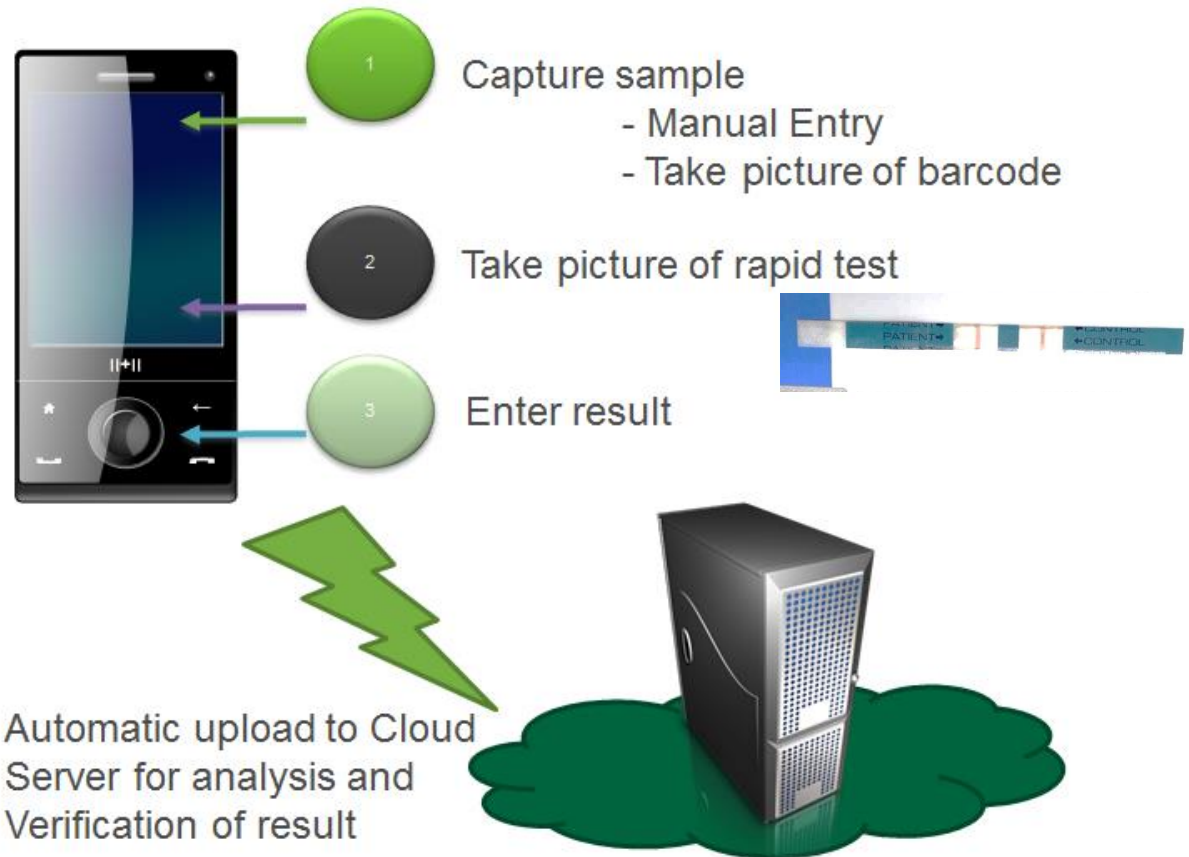 1
Capture sample
- Manual Entry
- Take picture of barcode
2
Take picture of rapid test
PATIENT
PATIENT
←CONTROL
←CONTROL
3
Enter result
Automatic upload to Cloud
Server for analysis and
Verification of result